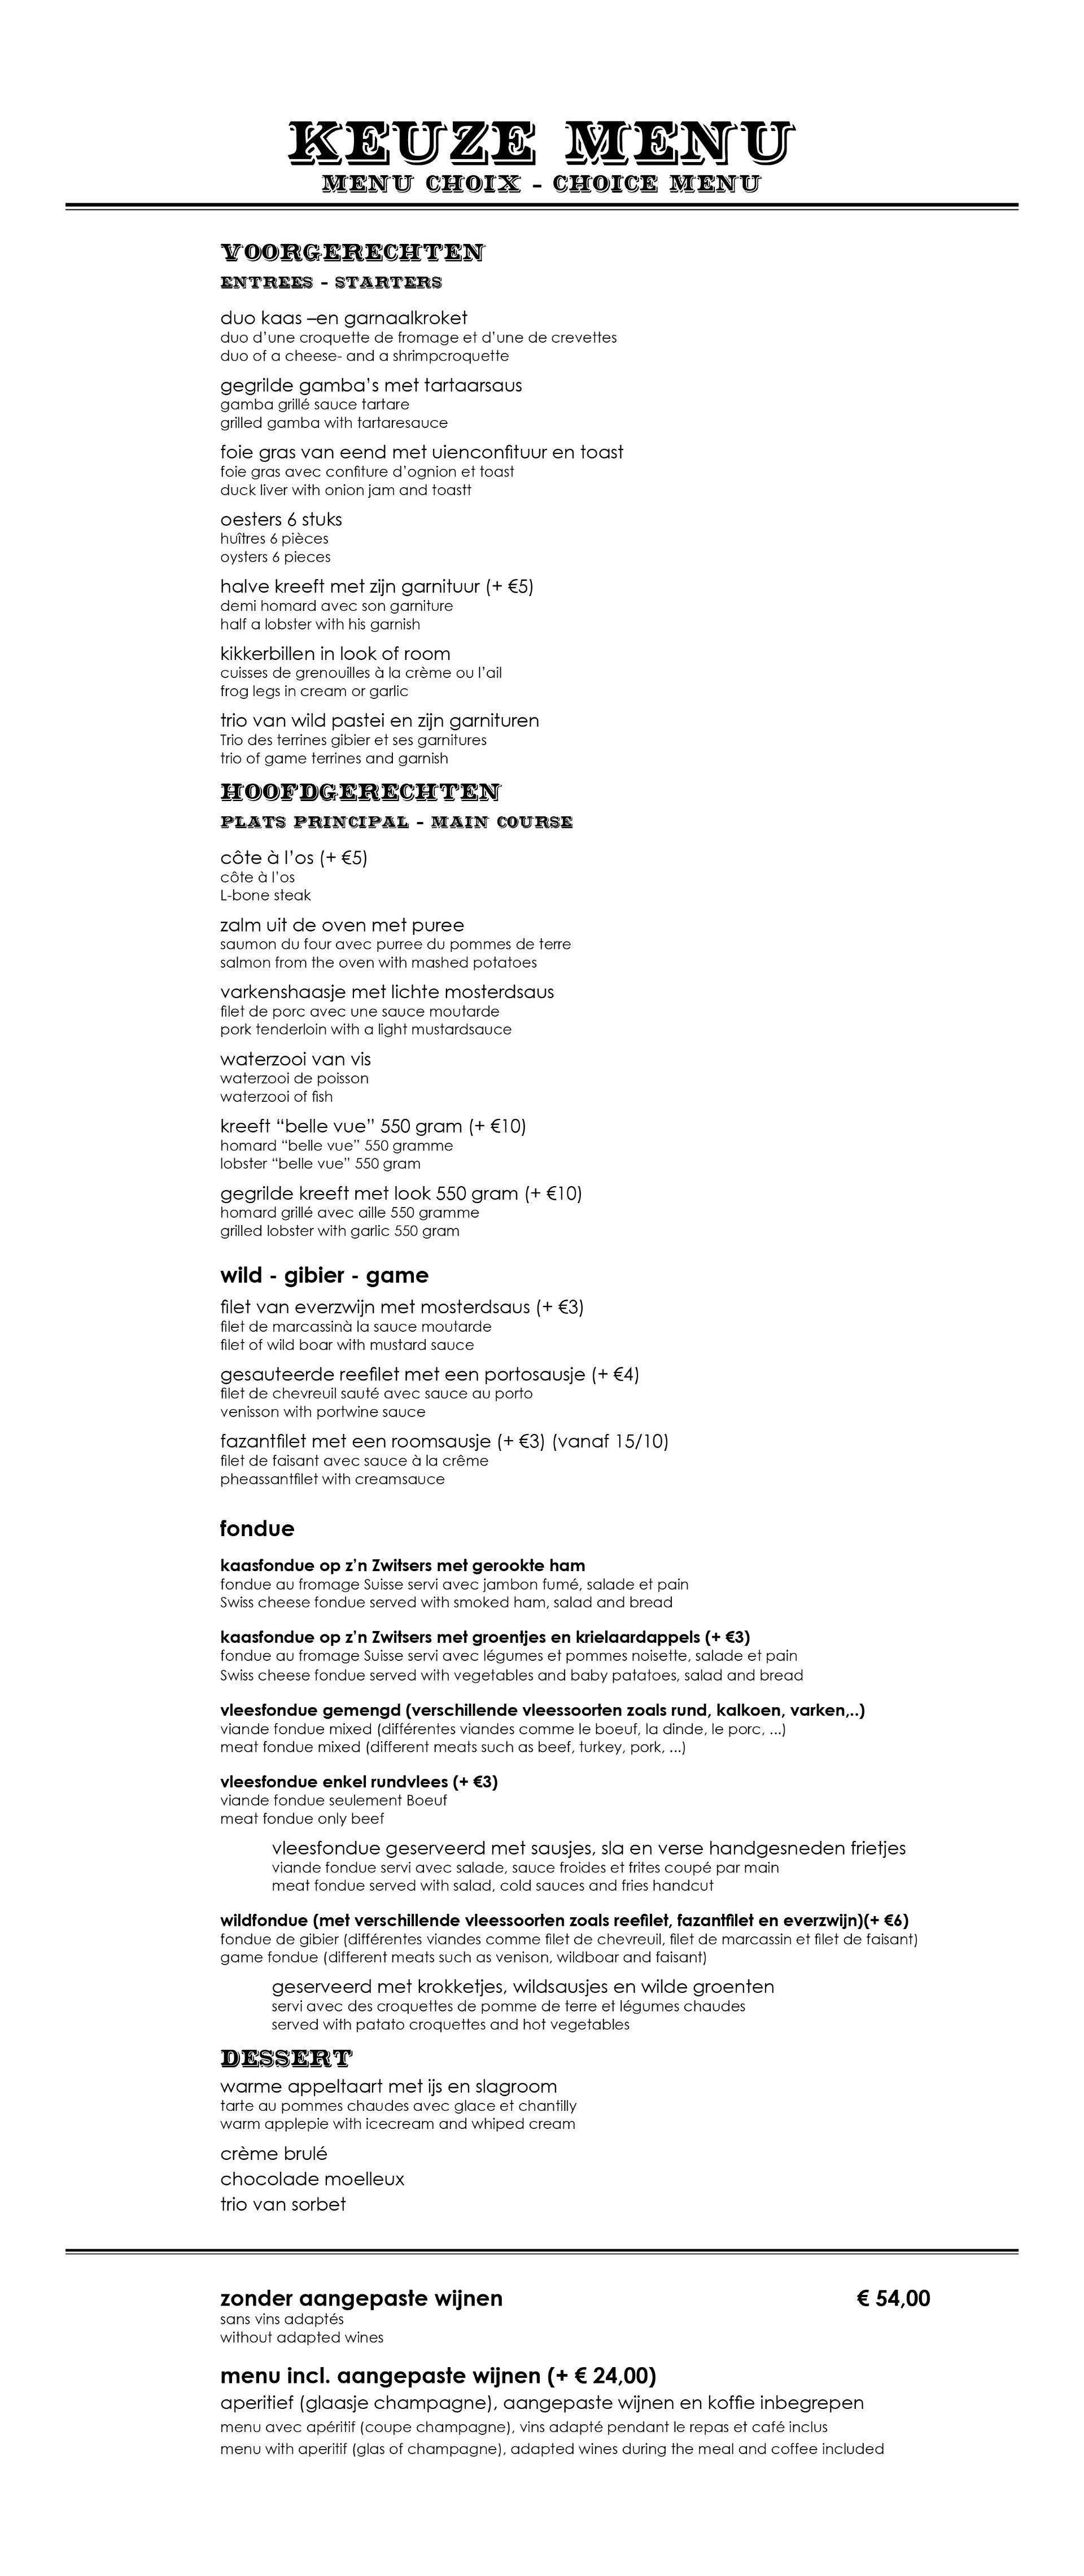 KEUZE MENU
MENU CHOIX - CHOICE MENU
VOORGERECHTEN
ENTREES - STARTERS
duo kaas –en garnaalkroket
duo d’une croquette de fromage et d’une de crevettes
duo of a cheese- and a shrimpcroquette
gegrilde gamba’s met tartaarsaus
gamba grillé sauce tartare
grilled gamba with tartaresauce
foie gras van eend met uienconfituur en toast
foie gras avec confiture d’ognion et toast
duck liver with onion jam and toastt
oesters 6 stuks
huîtres 6 pièces
oysters 6 pieces
halve kreeft met zijn garnituur (+ €5)
demi homard avec son garniture
half a lobster with his garnish
kikkerbillen in look of room
cuisses de grenouilles à la crème ou l’ail
frog legs in cream or garlic
trio van wild pastei en zijn garnituren
Trio des terrines gibier et ses garnitures
trio of game terrines and garnish
HOOFDGERECHTEN
PLATS PRINCIPAL - MAIN COURSE
côte à l’os (+ €5)
côte à l’os
L-bone steak
zalm uit de oven met puree
saumon du four avec purree du pommes de terre
salmon from the oven with mashed potatoes
varkenshaasje met lichte mosterdsaus
filet de porc avec une sauce moutarde
pork tenderloin with a light mustardsauce
waterzooi van vis
waterzooi de poisson
waterzooi of fish
kreeft “belle vue” 550 gram (+ €10)
homard “belle vue” 550 gramme
lobster “belle vue” 550 gram
gegrilde kreeft met look 550 gram (+ €10)
homard grillé avec aille 550 gramme
grilled lobster with garlic 550 gram
wild - gibier - game
filet van everzwijn met mosterdsaus (+ €3)
filet de marcassinà la sauce moutarde
filet of wild boar with mustard sauce
gesauteerde reefilet met een portosausje (+ €4)
filet de chevreuil sauté avec sauce au porto
venisson with portwine sauce
fazantfilet met een roomsausje (+ €3) (vanaf 15/10)
filet de faisant avec sauce à la crême
pheassantfilet with creamsauce
fondue
kaasfondue op z’n Zwitsers met gerookte ham
fondue au fromage Suisse servi avec jambon fumé, salade et pain
Swiss cheese fondue served with smoked ham, salad and bread
kaasfondue op z’n Zwitsers met groentjes en krielaardappels (+ €3)
fondue au fromage Suisse servi avec légumes et pommes noisette, salade et pain
Swiss cheese fondue served with vegetables and baby patatoes, salad and bread
vleesfondue gemengd (verschillende vleessoorten zoals rund, kalkoen, varken,..)
viande fondue mixed (différentes viandes comme le boeuf, la dinde, le porc, ...)
meat fondue mixed (different meats such as beef, turkey, pork, ...)
vleesfondue enkel rundvlees (+ €3)
viande fondue seulement Boeuf
meat fondue only beef
vleesfondue geserveerd met sausjes, sla en verse handgesneden frietjes
viande fondue servi avec salade, sauce froides et frites coupé par main
meat fondue served with salad, cold sauces and fries handcut
wildfondue (met verschillende vleessoorten zoals reefilet, fazantfilet en everzwijn)(+ €6)
fondue de gibier (différentes viandes comme filet de chevreuil, filet de marcassin et filet de faisant)
game fondue (different meats such as venison, wildboar and faisant)
geserveerd met krokketjes, wildsausjes en wilde groenten
servi avec des croquettes de pomme de terre et légumes chaudes
served with patato croquettes and hot vegetables
DESSERT
warme appeltaart met ijs en slagroom
tarte au pommes chaudes avec glace et chantilly
warm applepie with icecream and whiped cream
crème brulé
chocolade moelleux
trio van sorbet
zonder aangepaste wijnen € 54,00
sans vins adaptés
without adapted wines
menu incl. aangepaste wijnen (+ € 24,00)
aperitief (glaasje champagne), aangepaste wijnen en koffie inbegrepen
menu avec apéritif (coupe champagne), vins adapté pendant le repas et café inclus
menu with aperitif (glas of champagne), adapted wines during the meal and coffee included